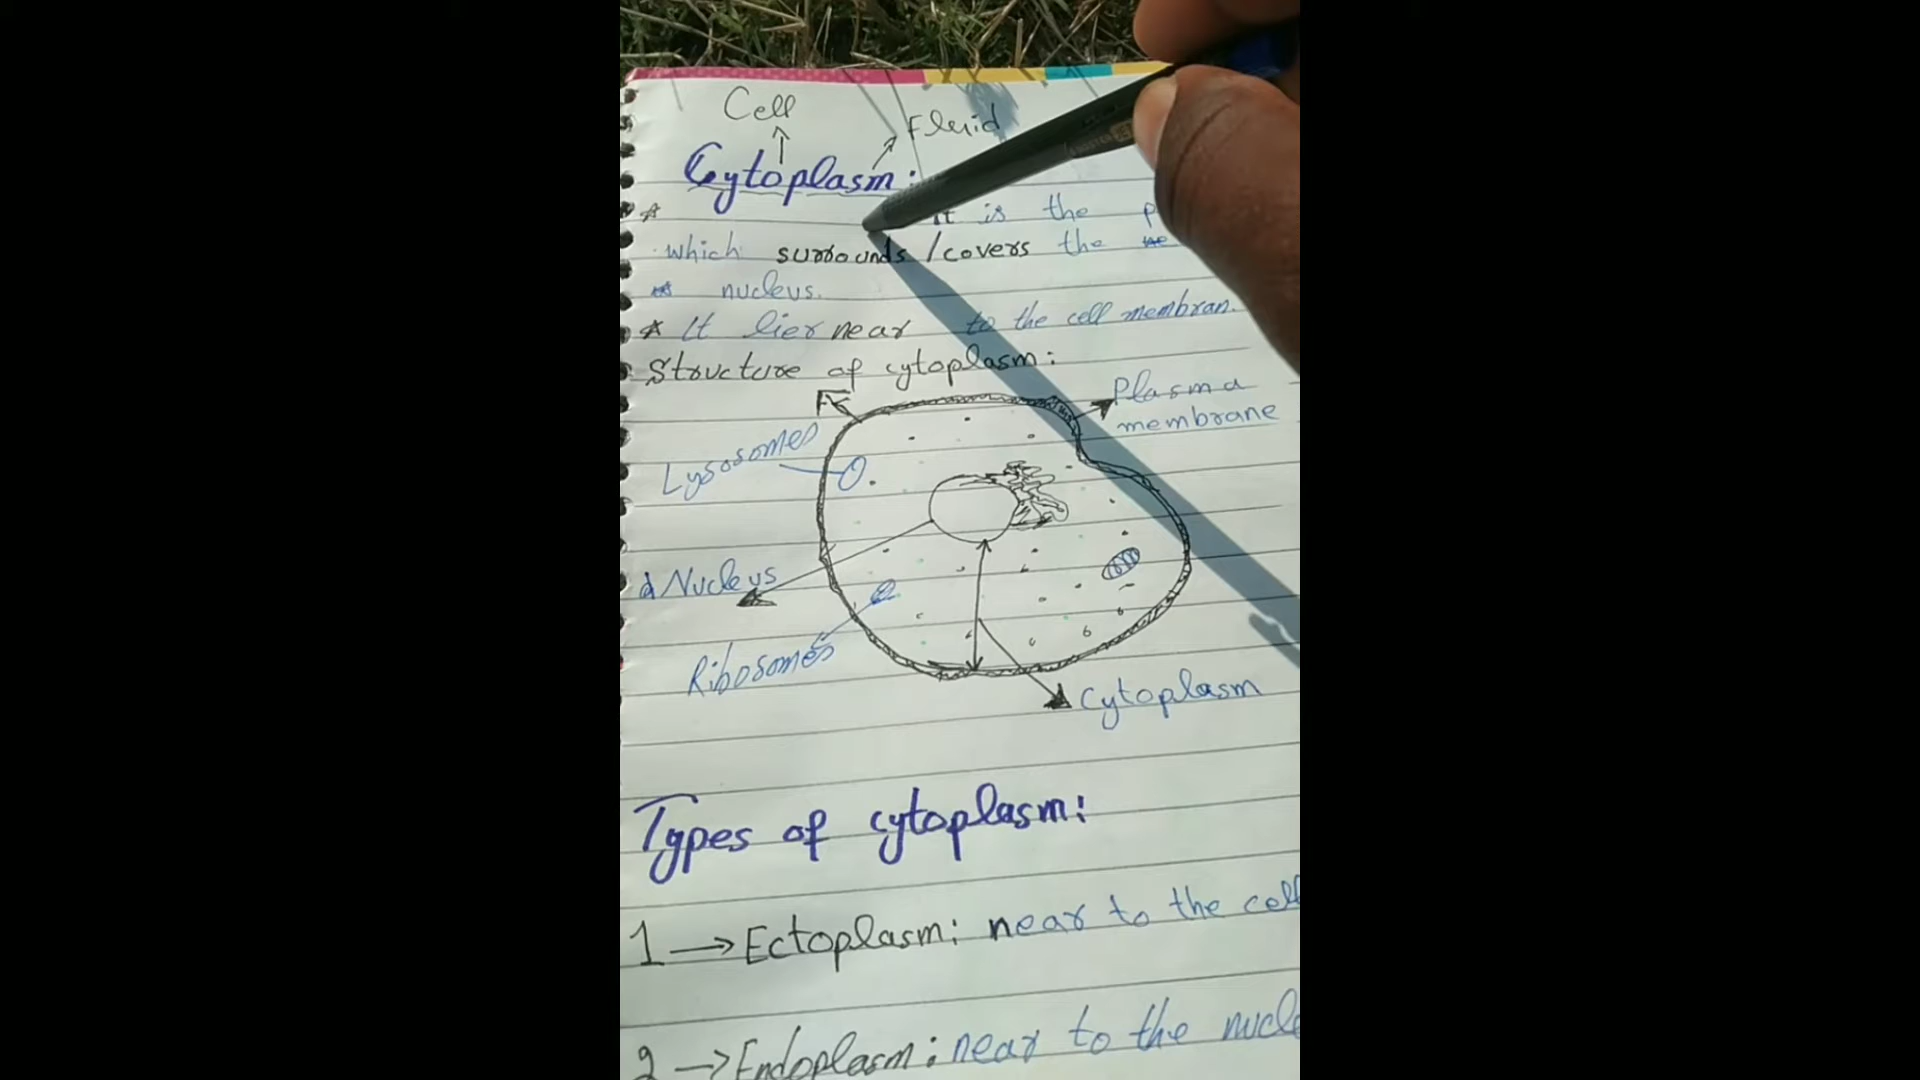 Cell
Fluid
Cytoplasm:
* It is the
which surrounds /covers the
nucleus.
* It lier near to the cell membran.
Structure of cytoplasm:
Plasma
membrane
Lysosomes
Nucleus
Ribosomes
Cytoplasm
Types of cytoplasm:
1 → Ectoplasm: near to the cell
2 → Endoplasm: near to the nucle